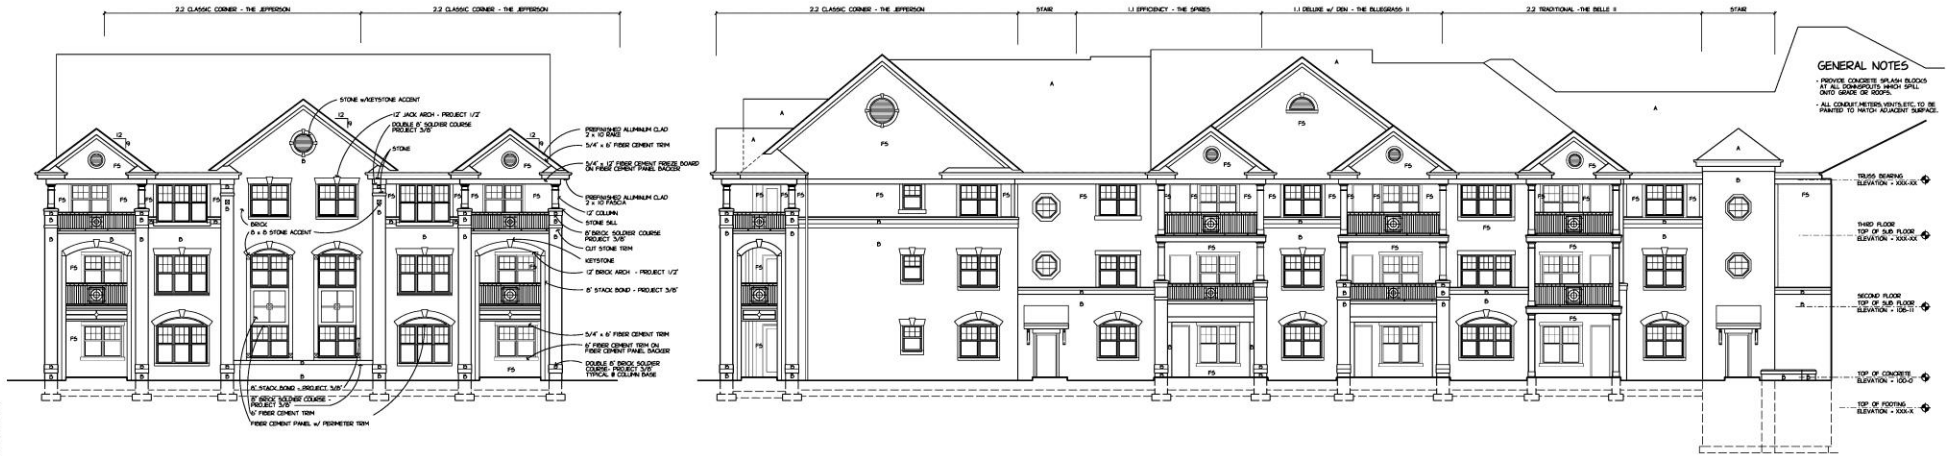 2.2 CLASSIC CORNER - THE JEFFERSON
2.2 CLASSIC CORNER - THE JEFFERSON
2.2 CLASSIC CORNER - THE JEFFERSON
STAIR
1.1 EFFICIENCY - THE SPIRES
1.1 DELUXE w/ DEN - THE BLUEGRASS II
2.2 TRADITIONAL -THE BELLE II
STAIR
STONE w/KEYSTONE ACCENT
12" JACK ARCH - PROJECT 1/2"
DOUBLE 8" SOLDIER COURSE
PROJECT 3/8"
STONE
12
9
12
9
12
9
PREFINISHED ALUMINUM CLAD
2 x 10 RAKE
5/4" x 6" FIBER CEMENT TRIM
5/4" x 12" FIBER CEMENT FRIEZE BOARD
ON FIBER CEMENT PANEL BACKER
PREFINISHED ALUMINUM CLAD
2 x 10 FASCIA
12" COLUMN
STONE SILL
8" BRICK SOLDIER COURSE
PROJECT 3/8"
CUT STONE TRIM
KEYSTONE
12" BRICK ARCH - PROJECT 1/2"
8" STACK BOND - PROJECT 3/8"
5/4" x 6" FIBER CEMENT TRIM
6" FIBER CEMENT TRIM ON
FIBER CEMENT PANEL BACKER
DOUBLE 8" BRICK SOLDIER
COURSE- PROJECT 3/8"
TYPICAL @ COLUMN BASE
BRICK
8 x 8 STONE ACCENT
8" STACK BOND - PROJECT 3/8"
8" BRICK SOLDIER COURSE -
PROJECT 3/8"
6" FIBER CEMENT TRIM
FIBER CEMENT PANEL w/ PERIMETER TRIM
GENERAL NOTES
- PROVIDE CONCRETE SPLASH BLOCKS
AT ALL DOWNSPOUTS WHICH SPILL
ONTO GRADE OR ROOFS.
- ALL CONDUIT,METERS,VENTS,ETC. TO BE
PAINTED TO MATCH ADJACENT SURFACE.
TRUSS BEARING
ELEVATION = XXX-XX
THIRD FLOOR
TOP OF SUB FLOOR
ELEVATION = XXX-XX
SECOND FLOOR
TOP OF SUB FLOOR
ELEVATION = 108-11
TOP OF CONCRETE
ELEVATION = 100-0
TOP OF FOOTING
ELEVATION = XXX-X